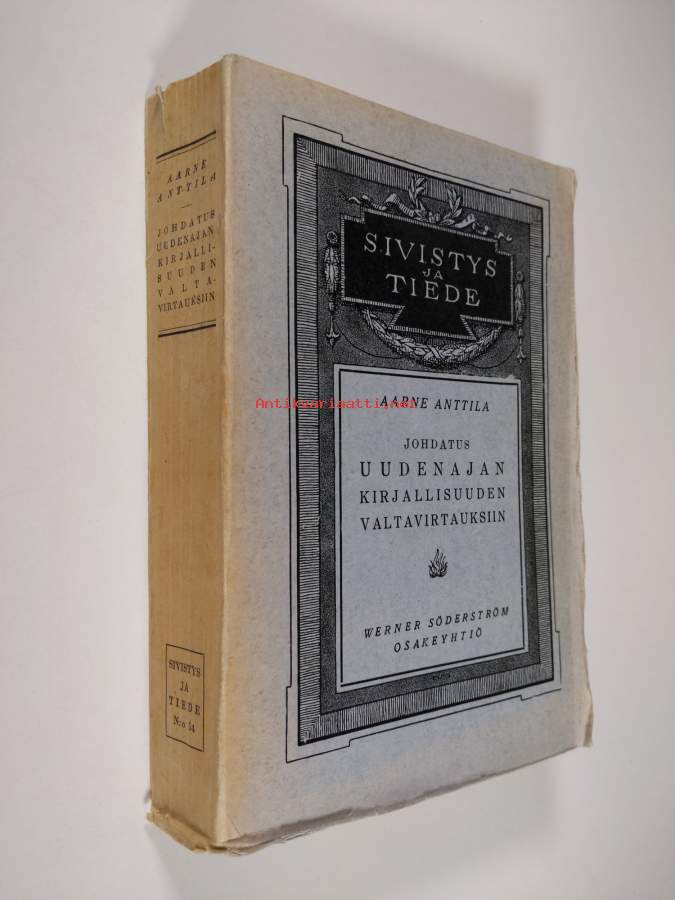 AARNE
ANTTILA
JOHDATUS
UUDENAJAN
KIRJALLI-
SUUDEN
VALTA-
VIRTAUKSIIN
SIVISTYS
JA
TIEDE
N:o 54
SIVISTYS
JA
TIEDE
AARNE ANTTILA
JOHDATUS
UUDENAJAN
KIRJALLISUUDEN
VALTAVIRTAUKSIIN
WERNER SÖDERSTRÖM
OSAKEYHTIÖ
Antikvariaatti.net